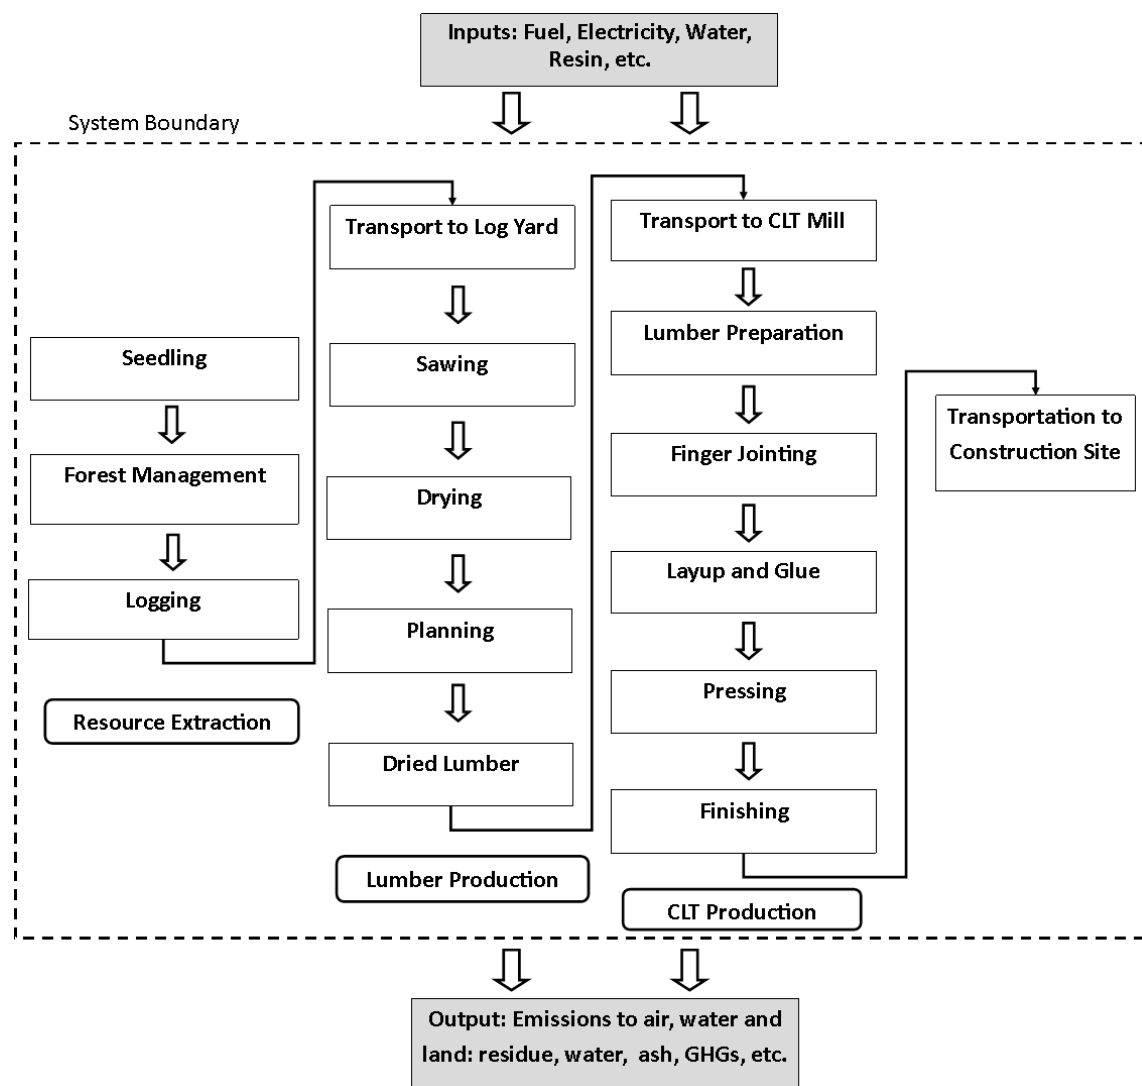 Inputs: Fuel, Electricity, Water,
Resin, etc.
System Boundary
Seedling
Forest Management
Logging
Resource Extraction
Transport to Log Yard
Sawing
Drying
Planning
Dried Lumber
Lumber Production
Transport to CLT Mill
Lumber Preparation
Finger Jointing
Layup and Glue
Pressing
Finishing
CLT Production
Transportation to
Construction Site
Output: Emissions to air, water and
land: residue, water, ash, GHGs, etc.